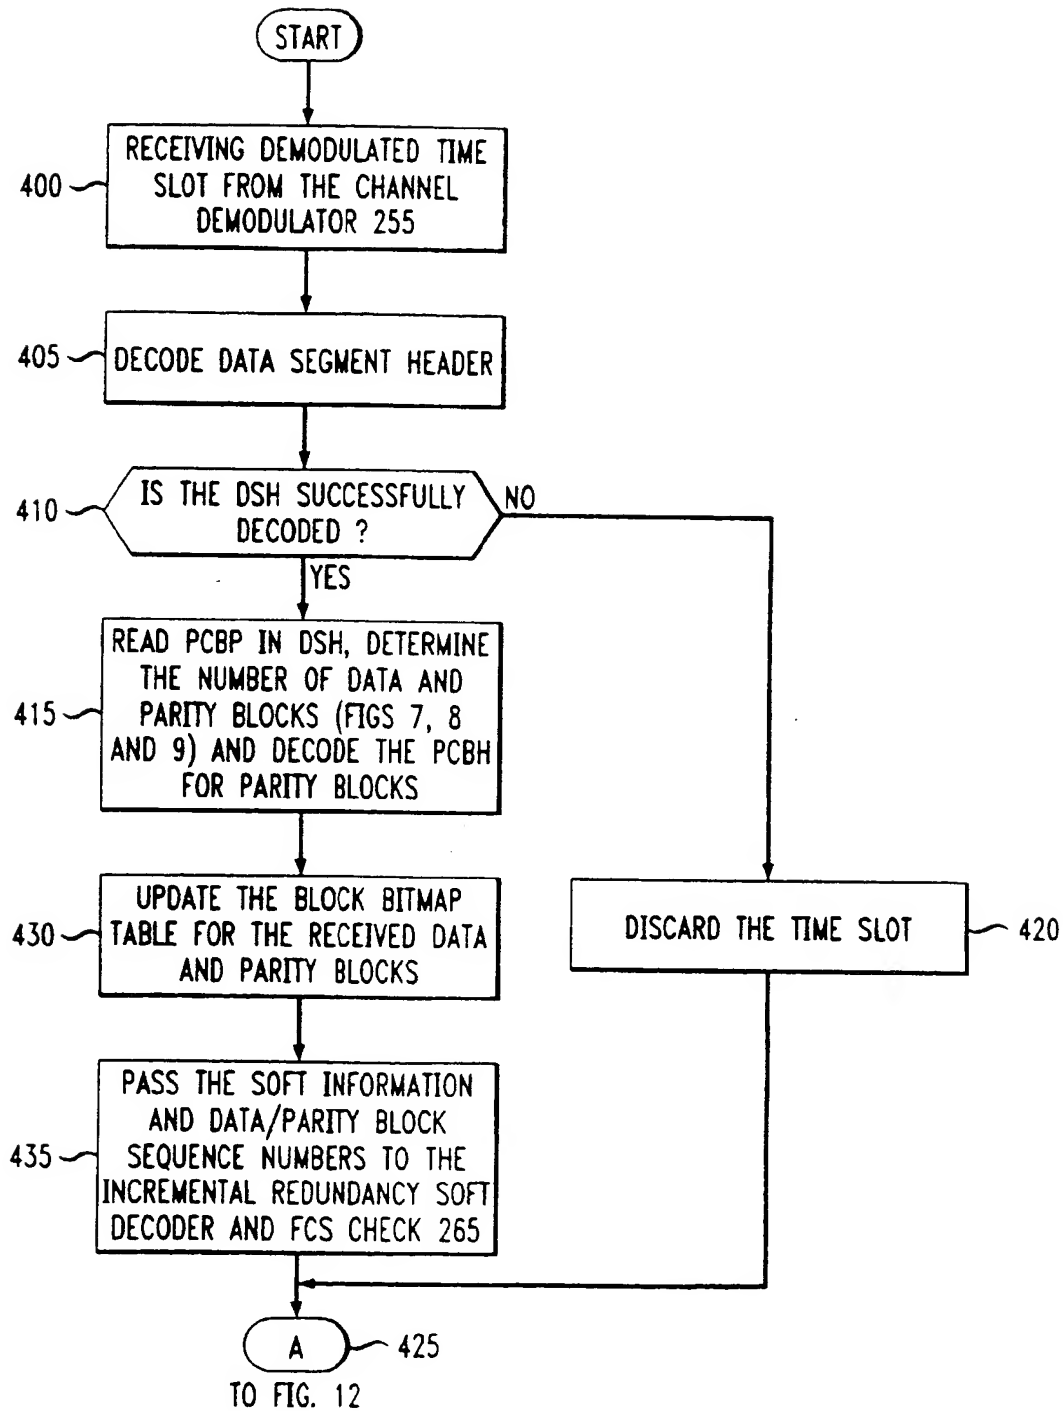 START
RECEIVING DEMODULATED TIME
SLOT FROM THE CHANNEL
DEMODULATOR 255
400
405
DECODE DATA SEGMENT HEADER
410
IS THE DSH SUCCESSFULLY
DECODED ?
NO
YES
READ PCBP IN DSH, DETERMINE
THE NUMBER OF DATA AND
PARITY BLOCKS (FIGS 7, 8
AND 9) AND DECODE THE PCBH
FOR PARITY BLOCKS
415
UPDATE THE BLOCK BITMAP
TABLE FOR THE RECEIVED DATA
AND PARITY BLOCKS
430
DISCARD THE TIME SLOT
420
PASS THE SOFT INFORMATION
AND DATA/PARITY BLOCK
SEQUENCE NUMBERS TO THE
INCREMENTAL REDUNDANCY SOFT
DECODER AND FCS CHECK 265
435
A
425
TO FIG. 12